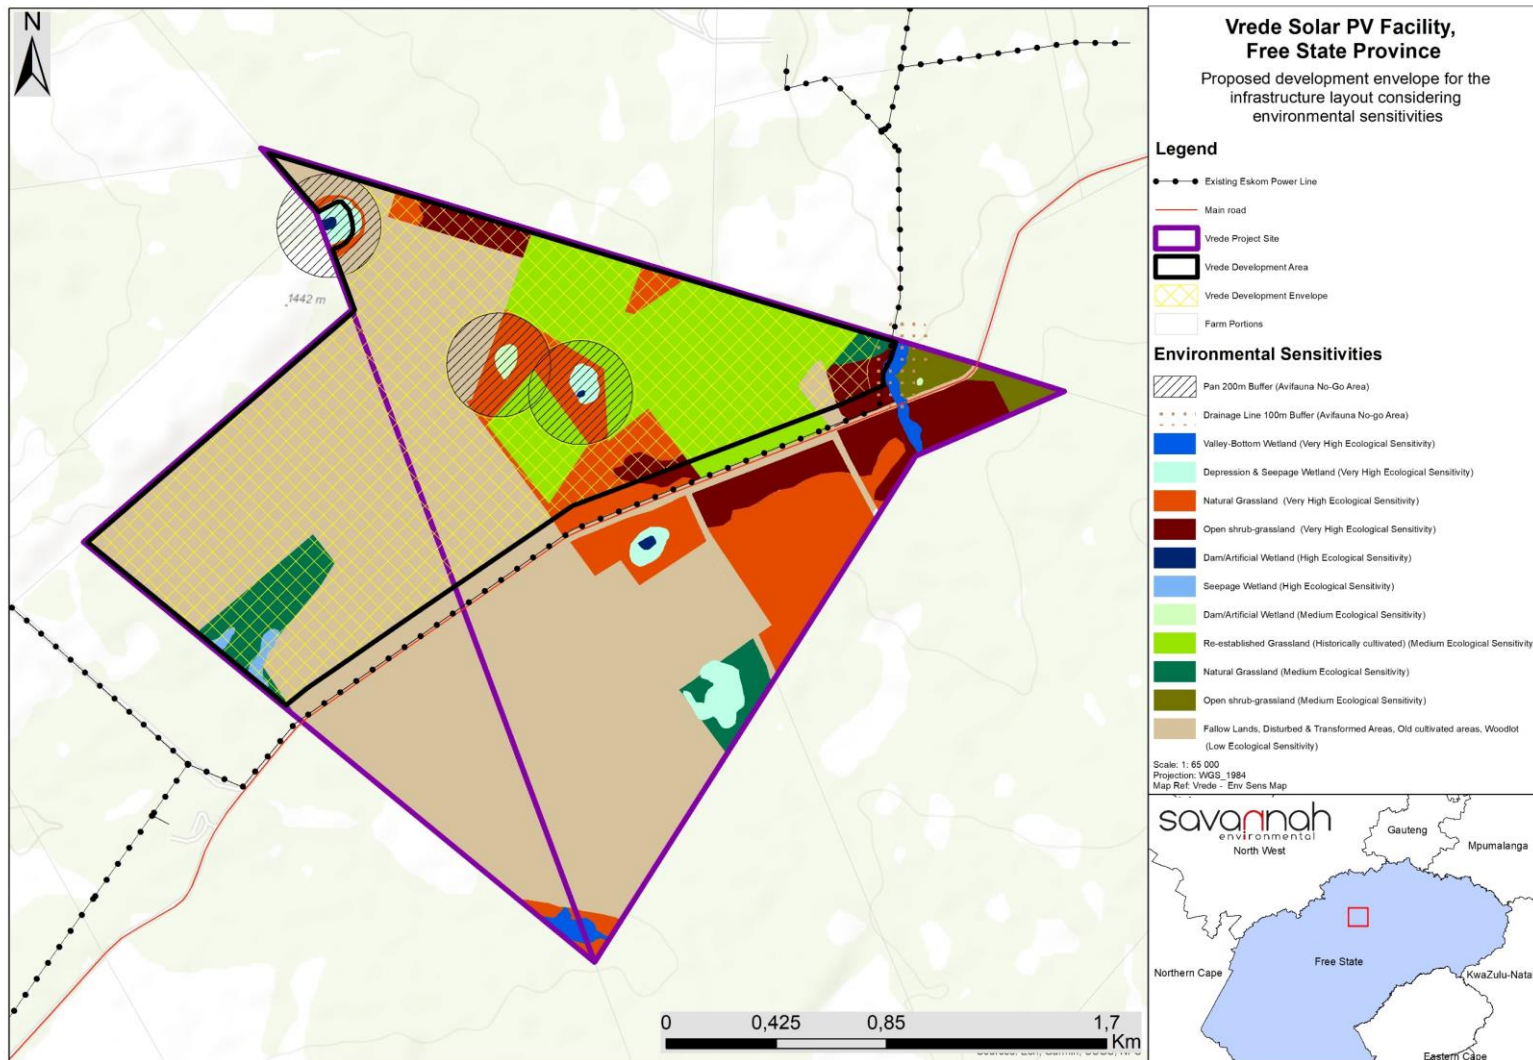 N
1442 m
0 0,425 0,85 1,7
Km
Vrede Solar PV Facility,
Free State Province
Proposed development envelope for the
infrastructure layout considering
environmental sensitivities
Legend
Existing Eskom Power Line
Main road
Vrede Project Site
Vrede Development Area
Vrede Development Envelope
Farm Portions
Environmental Sensitivities
Pan 200m Buffer (Avifauna No-Go Area)
Drainage Line 100m Buffer (Avifauna No-go Area)
Valley-Bottom Wetland (Very High Ecological Sensitivity)
Depression & Seepage Wetland (Very High Ecological Sensitivity)
Natural Grassland (Very High Ecological Sensitivity)
Open shrub-grassland (Very High Ecological Sensitivity)
Dam/Artificial Wetland (High Ecological Sensitivity)
Seepage Wetland (High Ecological Sensitivity)
Dam/Artificial Wetland (Medium Ecological Sensitivity)
Re-established Grassland (Historically cultivated) (Medium Ecological Sensitivity
Natural Grassland (Medium Ecological Sensitivity)
Open shrub-grassland (Medium Ecological Sensitivity)
Fallow Lands, Disturbed & Transformed Areas, Old cultivated areas, Woodlot
(Low Ecological Sensitivity)
Scale: 1: 65 000
Projection: WGS_1984
Map Ref: Vrede - Env Sens Map
savannah
environmental
North West
Gauteng
Mpumalanga
Free State
Northern Cape
KwaZulu-Natal
Eastern Cape